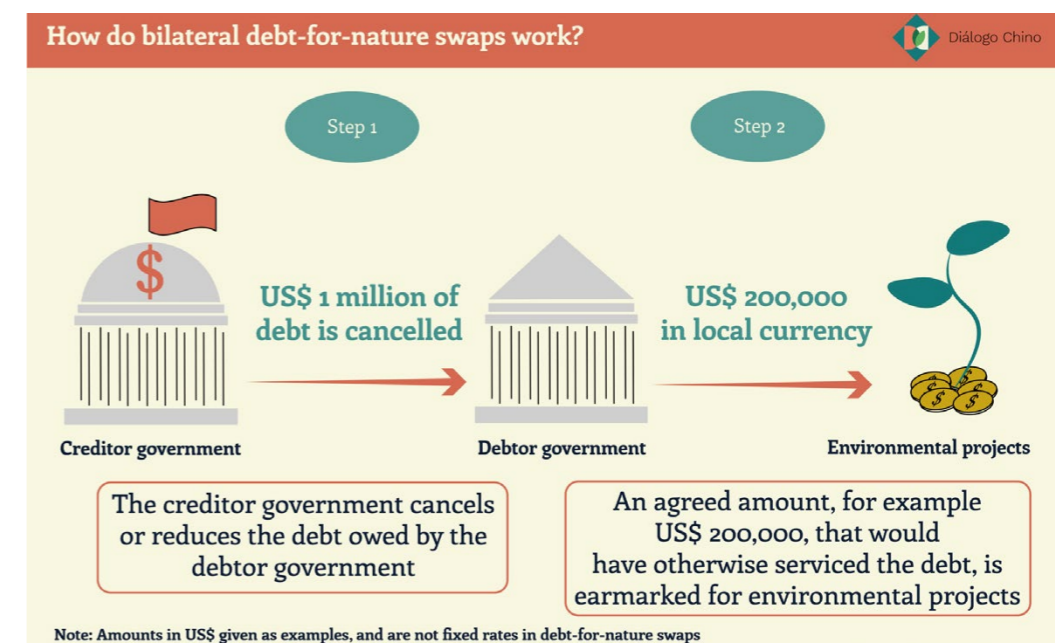 How do bilateral debt-for-nature swaps work?
Diálogo Chino
Step 1
Step 2
$
US$ 1 million of
debt is cancelled
US$ 200,000
in local currency
Creditor government
Debtor government
Environmental projects
The creditor government cancels
or reduces the debt owed by the
debtor government
An agreed amount, for example
US$ 200,000, that would
have otherwise serviced the debt, is
earmarked for environmental projects
Note: Amounts in US$ given as examples, and are not fixed rates in debt-for-nature swaps